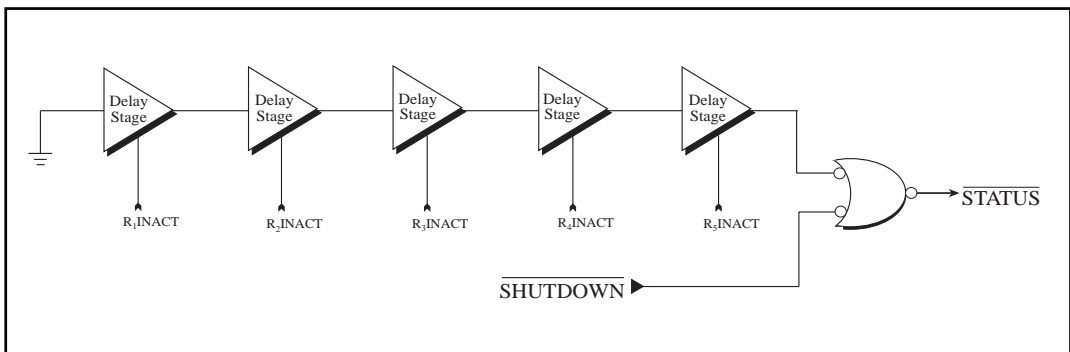 Delay
Stage
Delay
Stage
Delay
Stage
Delay
Stage
Delay
Stage
R₁INACT
R₂INACT
R₃INACT
R₄INACT
R₅INACT
STATUS
SHUTDOWN